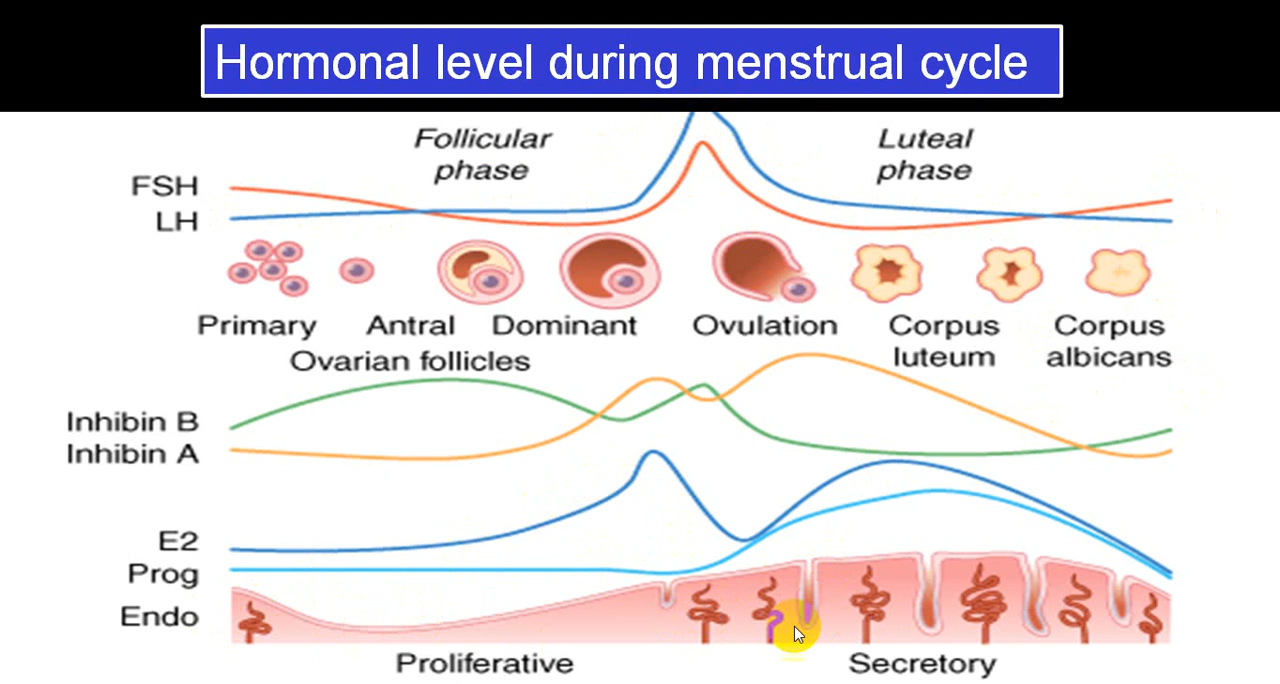 Hormonal level during menstrual cycle
Follicular
phase
Luteal
phase
FSH
LH
Primary
Antral
Dominant
Ovulation
Corpus
luteum
Corpus
albicans
Ovarian follicles
Inhibin B
Inhibin A
E2
Prog
Endo
Proliferative
Secretory